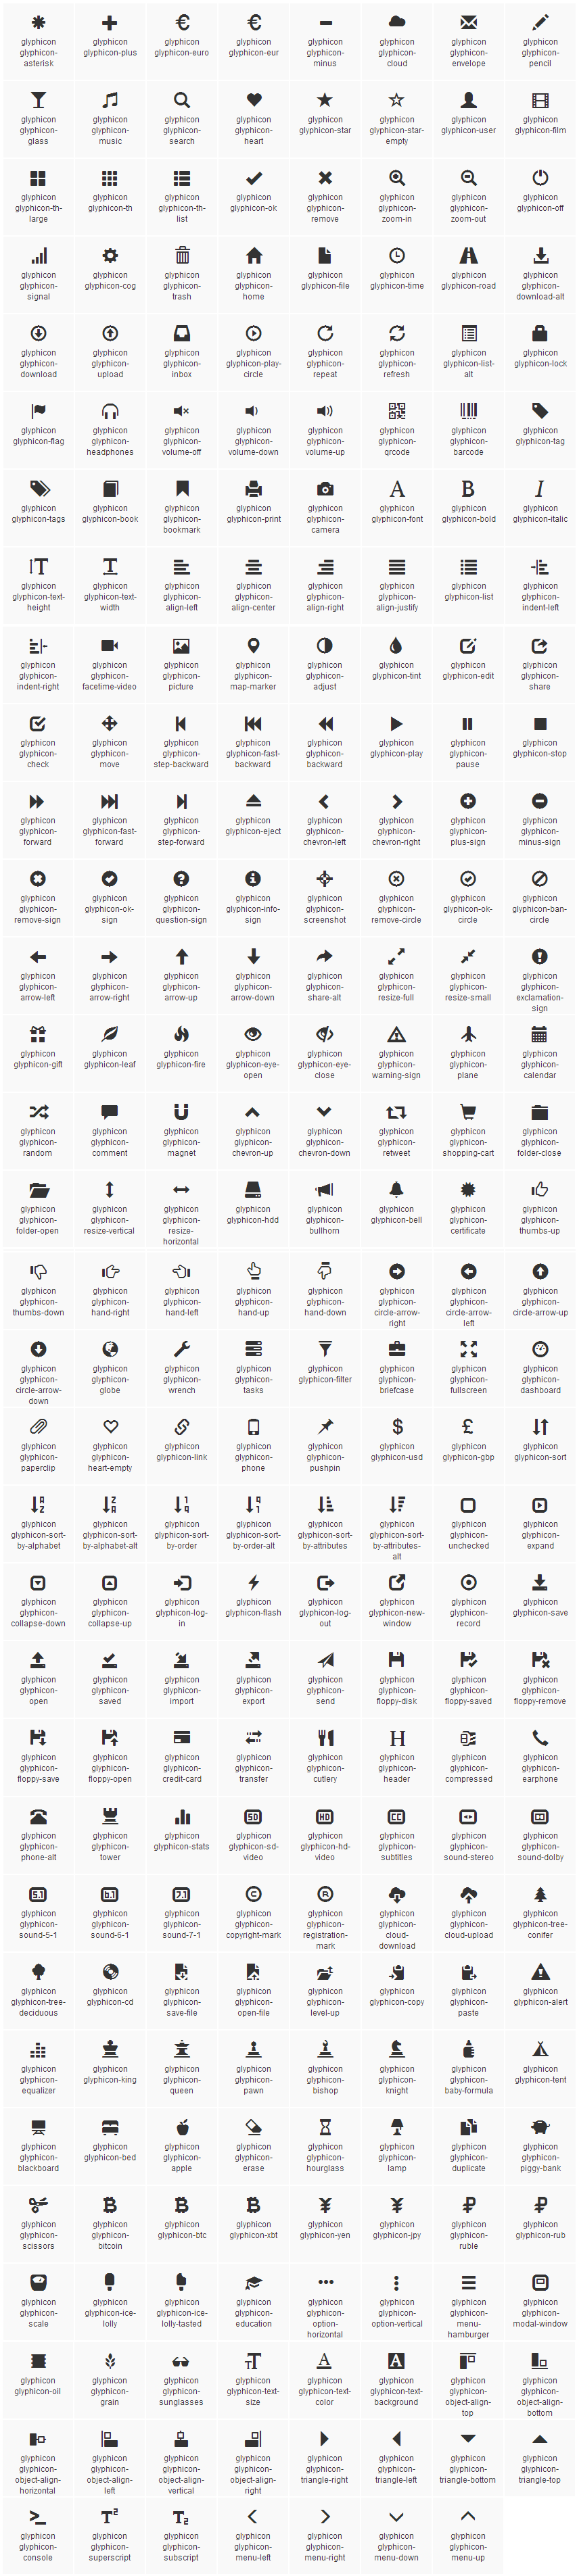 glyphicon
glyphicon-
asterisk
glyphicon
glyphicon-plus
glyphicon
glyphicon-euro
glyphicon
glyphicon-eur
glyphicon
glyphicon-
minus
glyphicon
glyphicon-
cloud
glyphicon
glyphicon-
envelope
glyphicon
glyphicon-
pencil
glyphicon
glyphicon-
glass
glyphicon
glyphicon-
music
glyphicon
glyphicon-
search
glyphicon
glyphicon-
heart
glyphicon
glyphicon-star
glyphicon
glyphicon-star-
empty
glyphicon
glyphicon-user
glyphicon
glyphicon-film
glyphicon
glyphicon-th-
large
glyphicon
glyphicon-th
glyphicon
glyphicon-th-
list
glyphicon
glyphicon-ok
glyphicon
glyphicon-
remove
glyphicon
glyphicon-
zoom-in
glyphicon
glyphicon-
zoom-out
glyphicon
glyphicon-off
glyphicon
glyphicon-
signal
glyphicon
glyphicon-cog
glyphicon
glyphicon-
trash
glyphicon
glyphicon-
home
glyphicon
glyphicon-file
glyphicon
glyphicon-time
glyphicon
glyphicon-road
glyphicon
glyphicon-
download-alt
glyphicon
glyphicon-
download
glyphicon
glyphicon-
upload
glyphicon
glyphicon-
inbox
glyphicon
glyphicon-play-
circle
glyphicon
glyphicon-
repeat
glyphicon
glyphicon-
refresh
glyphicon
glyphicon-list-
alt
glyphicon
glyphicon-lock
glyphicon
glyphicon-flag
glyphicon
glyphicon-
headphones
glyphicon
glyphicon-
volume-off
glyphicon
glyphicon-
volume-down
glyphicon
glyphicon-
volume-up
glyphicon
glyphicon-
qrcode
glyphicon
glyphicon-
barcode
glyphicon
glyphicon-tag
glyphicon
glyphicon-tags
glyphicon
glyphicon-book
glyphicon
glyphicon-
bookmark
glyphicon
glyphicon-print
glyphicon
glyphicon-
camera
glyphicon
glyphicon-font
glyphicon
glyphicon-bold
glyphicon
glyphicon-italic
glyphicon
glyphicon-text-
height
glyphicon
glyphicon-text-
width
glyphicon
glyphicon-
align-left
glyphicon
glyphicon-
align-center
glyphicon
glyphicon-
align-right
glyphicon
glyphicon-
align-justify
glyphicon
glyphicon-list
glyphicon
glyphicon-
indent-left
glyphicon
glyphicon-
indent-right
glyphicon
glyphicon-
facetime-video
glyphicon
glyphicon-
picture
glyphicon
glyphicon-
map-marker
glyphicon
glyphicon-
adjust
glyphicon
glyphicon-tint
glyphicon
glyphicon-edit
glyphicon
glyphicon-
share
glyphicon
glyphicon-
check
glyphicon
glyphicon-
move
glyphicon
glyphicon-
step-backward
glyphicon
glyphicon-fast-
backward
glyphicon
glyphicon-
backward
glyphicon
glyphicon-play
glyphicon
glyphicon-
pause
glyphicon
glyphicon-stop
glyphicon
glyphicon-
forward
glyphicon
glyphicon-fast-
forward
glyphicon
glyphicon-
step-forward
glyphicon
glyphicon-eject
glyphicon
glyphicon-
chevron-left
glyphicon
glyphicon-
chevron-right
glyphicon
glyphicon-
plus-sign
glyphicon
glyphicon-
minus-sign
glyphicon
glyphicon-
remove-sign
glyphicon
glyphicon-ok-
sign
glyphicon
glyphicon-
question-sign
glyphicon
glyphicon-info-
sign
glyphicon
glyphicon-
screenshot
glyphicon
glyphicon-
remove-circle
glyphicon
glyphicon-ok-
circle
glyphicon
glyphicon-ban-
circle
glyphicon
glyphicon-
arrow-left
glyphicon
glyphicon-
arrow-right
glyphicon
glyphicon-
arrow-up
glyphicon
glyphicon-
arrow-down
glyphicon
glyphicon-
share-alt
glyphicon
glyphicon-
resize-full
glyphicon
glyphicon-
resize-small
glyphicon
glyphicon-
exclamation-
sign
glyphicon
glyphicon-gift
glyphicon
glyphicon-leaf
glyphicon
glyphicon-fire
glyphicon
glyphicon-eye-
open
glyphicon
glyphicon-eye-
close
glyphicon
glyphicon-
warning-sign
glyphicon
glyphicon-
plane
glyphicon
glyphicon-
calendar
glyphicon
glyphicon-
random
glyphicon
glyphicon-
comment
glyphicon
glyphicon-
magnet
glyphicon
glyphicon-
chevron-up
glyphicon
glyphicon-
chevron-down
glyphicon
glyphicon-
retweet
glyphicon
glyphicon-
shopping-cart
glyphicon
glyphicon-
folder-close
glyphicon
glyphicon-
folder-open
glyphicon
glyphicon-
resize-vertical
glyphicon
glyphicon-
resize-
horizontal
glyphicon
glyphicon-hdd
glyphicon
glyphicon-
bullhorn
glyphicon
glyphicon-bell
glyphicon
glyphicon-
certificate
glyphicon
glyphicon-
thumbs-up
glyphicon
glyphicon-
thumbs-down
glyphicon
glyphicon-
hand-right
glyphicon
glyphicon-
hand-left
glyphicon
glyphicon-
hand-up
glyphicon
glyphicon-
hand-down
glyphicon
glyphicon-
circle-arrow-
right
glyphicon
glyphicon-
circle-arrow-
left
glyphicon
glyphicon-
circle-arrow-up
glyphicon
glyphicon-
circle-arrow-
down
glyphicon
glyphicon-
globe
glyphicon
glyphicon-
wrench
glyphicon
glyphicon-
tasks
glyphicon
glyphicon-filter
glyphicon
glyphicon-
briefcase
glyphicon
glyphicon-
fullscreen
glyphicon
glyphicon-
dashboard
glyphicon
glyphicon-
paperclip
glyphicon
glyphicon-
heart-empty
glyphicon
glyphicon-link
glyphicon
glyphicon-
phone
glyphicon
glyphicon-
pushpin
glyphicon
glyphicon-usd
glyphicon
glyphicon-gbp
glyphicon
glyphicon-sort
glyphicon
glyphicon-sort-
by-alphabet
glyphicon
glyphicon-sort-
by-alphabet-alt
glyphicon
glyphicon-sort-
by-order
glyphicon
glyphicon-sort-
by-order-alt
glyphicon
glyphicon-sort-
by-attributes
glyphicon
glyphicon-sort-
by-attributes-
alt
glyphicon
glyphicon-
unchecked
glyphicon
glyphicon-
expand
glyphicon
glyphicon-
collapse-down
glyphicon
glyphicon-
collapse-up
glyphicon
glyphicon-log-
in
glyphicon
glyphicon-flash
glyphicon
glyphicon-log-
out
glyphicon
glyphicon-new-
window
glyphicon
glyphicon-
record
glyphicon
glyphicon-save
glyphicon
glyphicon-
open
glyphicon
glyphicon-
saved
glyphicon
glyphicon-
import
glyphicon
glyphicon-
export
glyphicon
glyphicon-
send
glyphicon
glyphicon-
floppy-disk
glyphicon
glyphicon-
floppy-saved
glyphicon
glyphicon-
floppy-remove
glyphicon
glyphicon-
floppy-save
glyphicon
glyphicon-
floppy-open
glyphicon
glyphicon-
credit-card
glyphicon
glyphicon-
transfer
glyphicon
glyphicon-
cutlery
glyphicon
glyphicon-
header
glyphicon
glyphicon-
compressed
glyphicon
glyphicon-
earphone
glyphicon
glyphicon-
phone-alt
glyphicon
glyphicon-
tower
glyphicon
glyphicon-stats
glyphicon
glyphicon-sd-
video
glyphicon
glyphicon-hd-
video
glyphicon
glyphicon-
subtitles
glyphicon
glyphicon-
sound-stereo
glyphicon
glyphicon-
sound-dolby
glyphicon
glyphicon-
sound-5-1
glyphicon
glyphicon-
sound-6-1
glyphicon
glyphicon-
sound-7-1
glyphicon
glyphicon-
copyright-mark
glyphicon
glyphicon-
registration-
mark
glyphicon
glyphicon-
cloud-
download
glyphicon
glyphicon-
cloud-upload
glyphicon
glyphicon-tree-
conifer
glyphicon
glyphicon-tree-
deciduous
glyphicon
glyphicon-cd
glyphicon
glyphicon-
save-file
glyphicon
glyphicon-
open-file
glyphicon
glyphicon-
level-up
glyphicon
glyphicon-copy
glyphicon
glyphicon-
paste
glyphicon
glyphicon-alert
glyphicon
glyphicon-
equalizer
glyphicon
glyphicon-king
glyphicon
glyphicon-
queen
glyphicon
glyphicon-
pawn
glyphicon
glyphicon-
bishop
glyphicon
glyphicon-
knight
glyphicon
glyphicon-
baby-formula
glyphicon
glyphicon-tent
glyphicon
glyphicon-
blackboard
glyphicon
glyphicon-bed
glyphicon
glyphicon-
apple
glyphicon
glyphicon-
erase
glyphicon
glyphicon-
hourglass
glyphicon
glyphicon-
lamp
glyphicon
glyphicon-
duplicate
glyphicon
glyphicon-
piggy-bank
glyphicon
glyphicon-
scissors
glyphicon
glyphicon-
bitcoin
glyphicon
glyphicon-btc
glyphicon
glyphicon-xbt
glyphicon
glyphicon-yen
glyphicon
glyphicon-jpy
glyphicon
glyphicon-
ruble
glyphicon
glyphicon-rub
glyphicon
glyphicon-
scale
glyphicon
glyphicon-ice-
lolly
glyphicon
glyphicon-ice-
lolly-tasted
glyphicon
glyphicon-
education
glyphicon
glyphicon-
option-
horizontal
glyphicon
glyphicon-
option-vertical
glyphicon
glyphicon-
menu-
hamburger
glyphicon
glyphicon-
modal-window
glyphicon
glyphicon-oil
glyphicon
glyphicon-
grain
glyphicon
glyphicon-
sunglasses
glyphicon
glyphicon-text-
size
glyphicon
glyphicon-text-
color
glyphicon
glyphicon-text-
background
glyphicon
glyphicon-
object-align-
top
glyphicon
glyphicon-
object-align-
bottom
glyphicon
glyphicon-
object-align-
horizontal
glyphicon
glyphicon-
object-align-
left
glyphicon
glyphicon-
object-align-
vertical
glyphicon
glyphicon-
object-align-
right
glyphicon
glyphicon-
triangle-right
glyphicon
glyphicon-
triangle-left
glyphicon
glyphicon-
triangle-bottom
glyphicon
glyphicon-
triangle-top
glyphicon
glyphicon-
console
glyphicon
glyphicon-
superscript
glyphicon
glyphicon-
subscript
glyphicon
glyphicon-
menu-left
glyphicon
glyphicon-
menu-right
glyphicon
glyphicon-
menu-down
glyphicon
glyphicon-
menu-up